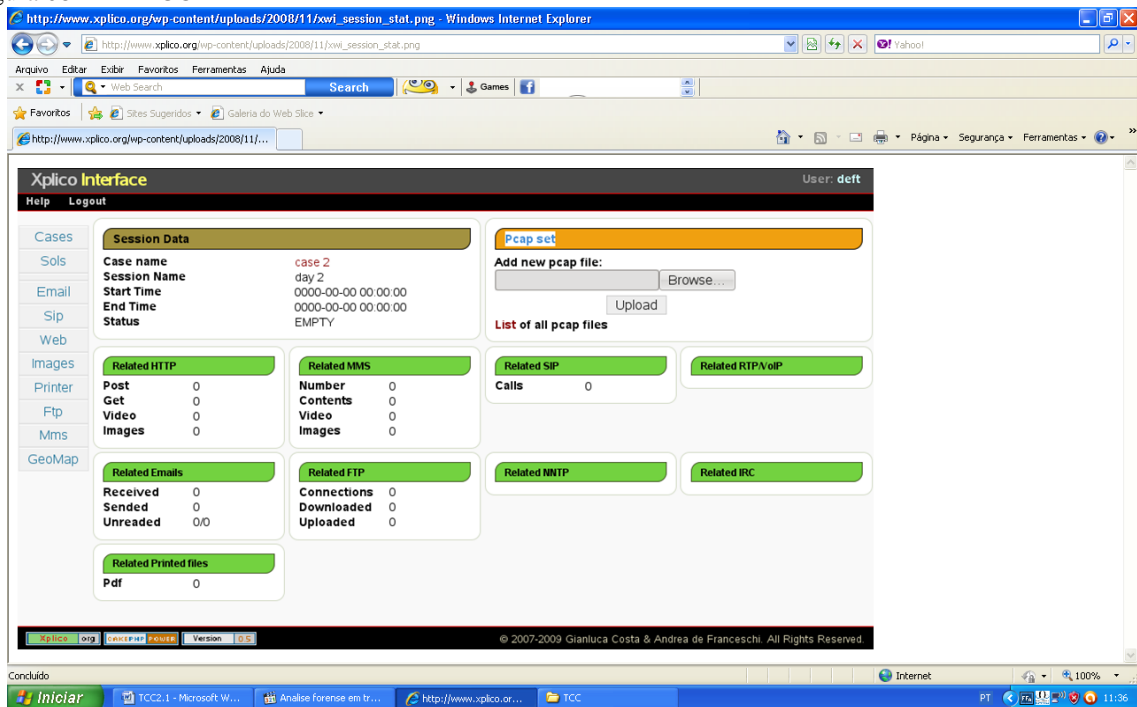 http://www.xplico.org/wp-content/uploads/2008/11/xwi_session_stat.png - Windows Internet Explorer
http://www.xplico.org/wp-content/uploads/2008/11/xwi_session_stat.png
Yahoo!
Arquivo Editar Exibir Favoritos Ferramentas Ajuda
Web Search Search Games
Favoritos Sites Sugeridos Galeria do Web Slice
http://www.xplico.org/wp-content/uploads/2008/11/...
Página Segurança Ferramentas
Xplico Interface User: deft
Help Logout
Cases
Sols
Email
Sip
Web
Images
Printer
Ftp
Mms
GeoMap
Session Data
Case name case 2
Session Name day 2
Start Time 0000-00-00 00:00:00
End Time 0000-00-00 00:00:00
Status EMPTY
Pcap set
Add new pcap file:
Browse...
Upload
List of all pcap files
Related HTTP
Post 0
Get 0
Video 0
Images 0
Related MMS
Number 0
Contents 0
Video 0
Images 0
Related SIP
Calls 0
Related RTP/VoIP
Related Emails
Received 0
Sended 0
Unreaded 0/0
Related FTP
Connections 0
Downloaded 0
Uploaded 0
Related NNTP
Related IRC
Related Printed files
Pdf 0
Xplico org CAKEPHP POWER Version 0.5
© 2007-2009 Gianluca Costa & Andrea de Franceschi. All Rights Reserved.
Concluído Internet 100%
Iniciar TCC2.1 - Microsoft W... Analise forense em tr... http://www.xplico.or... TCC PT 11:36